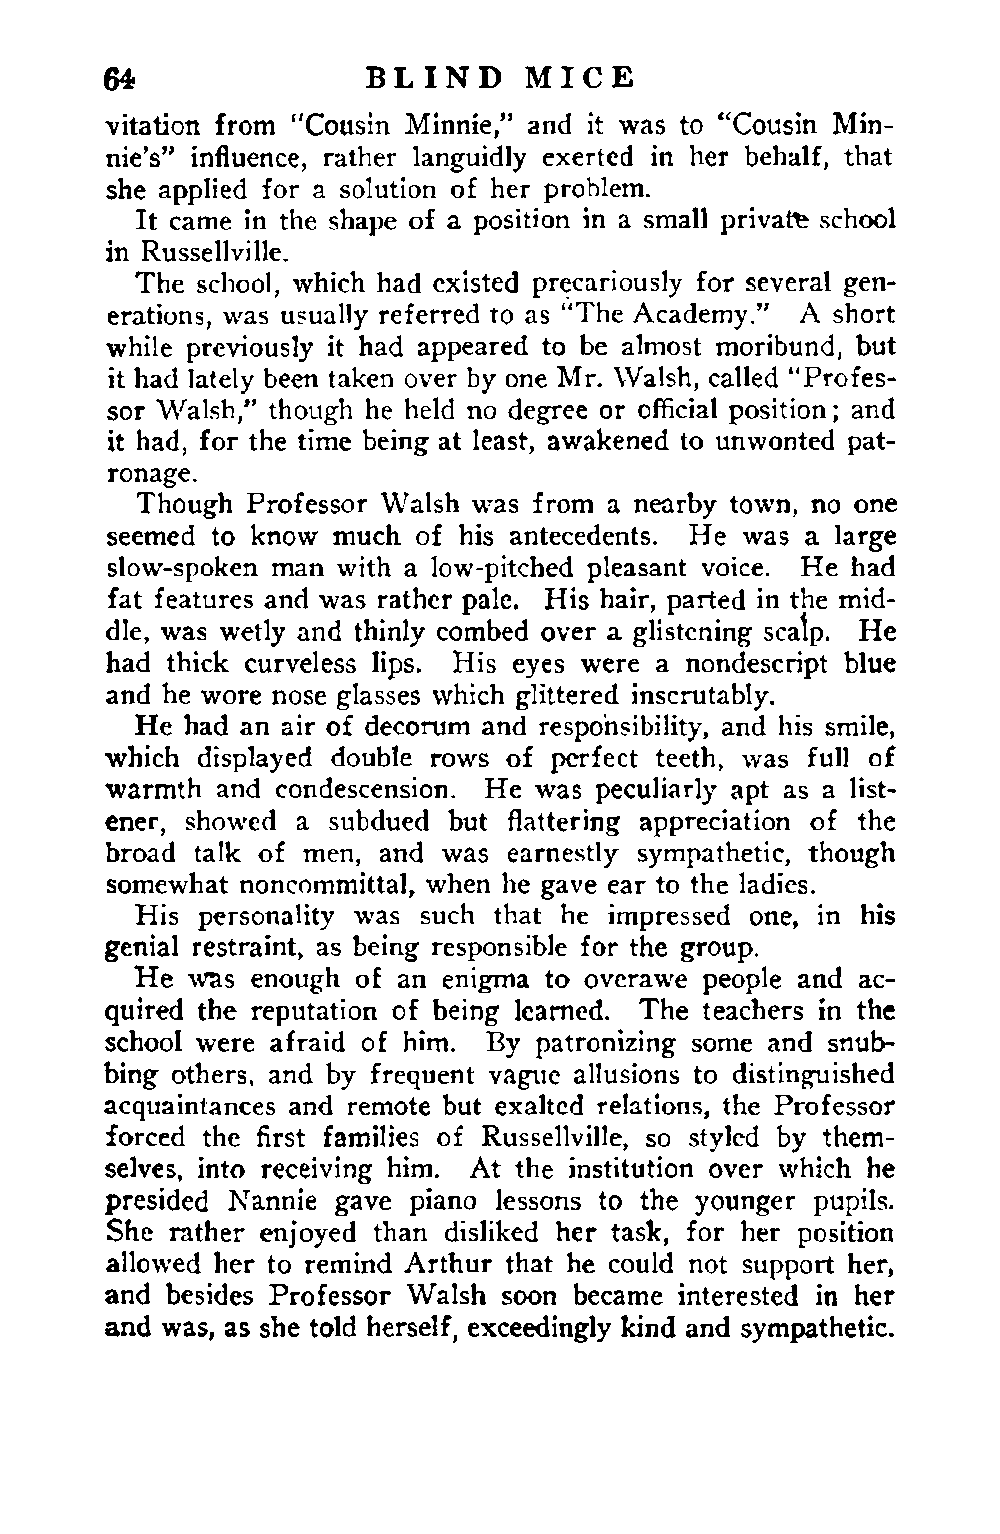 64 BLIND MICE
vitation from "Cousin Minnie," and it was to "Cousin Min-
nie's" influence, rather languidly exerted in her behalf, that
she applied for a solution of her problem.
It came in the shape of a position in a small private school
in Russellville.
The school, which had existed precariously for several gen-
erations, was usually referred to as "The Academy." A short
while previously it had appeared to be almost moribund, but
it had lately been taken over by one Mr. Walsh, called "Profes-
sor Walsh," though he held no degree or official position; and
it had, for the time being at least, awakened to unwonted pat-
ronage.
Though Professor Walsh was from a nearby town, no one
seemed to know much of his antecedents. He was a large
slow-spoken man with a low-pitched pleasant voice. He had
fat features and was rather pale. His hair, parted in the mid-
dle, was wetly and thinly combed over a glistening scalp. He
had thick curveless lips. His eyes were a nondescript blue
and he wore nose glasses which glittered inscrutably.
He had an air of decorum and responsibility, and his smile,
which displayed double rows of perfect teeth, was full of
warmth and condescension. He was peculiarly apt as a list-
ener, showed a subdued but flattering appreciation of the
broad talk of men, and was earnestly sympathetic, though
somewhat noncommittal, when he gave ear to the ladies.
His personality was such that he impressed one, in his
genial restraint, as being responsible for the group.
He was enough of an enigma to overawe people and ac-
quired the reputation of being learned. The teachers in the
school were afraid of him. By patronizing some and snub-
bing others, and by frequent vague allusions to distinguished
acquaintances and remote but exalted relations, the Professor
forced the first families of Russellville, so styled by them-
selves, into receiving him. At the institution over which he
presided Nannie gave piano lessons to the younger pupils.
She rather enjoyed than disliked her task, for her position
allowed her to remind Arthur that he could not support her,
and besides Professor Walsh soon became interested in her
and was, as she told herself, exceedingly kind and sympathetic.